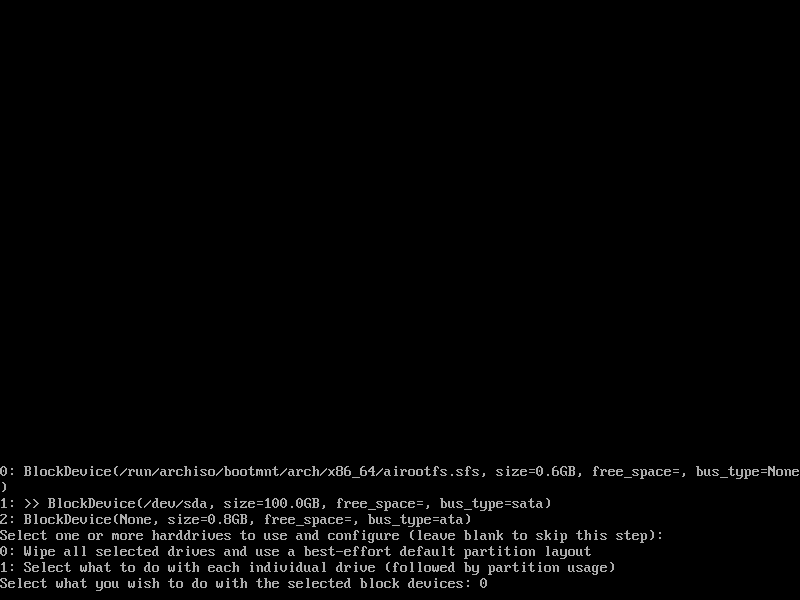 0: BlockDevice(/run/archiso/bootmnt/arch/x86_64/airootfs.sfs, size=0.6GB, free_space=, bus_type=None
)
1: >> BlockDevice(/dev/sda, size=100.0GB, free_space=, bus_type=sata)
2: BlockDevice(None, size=0.8GB, free_space=, bus_type=ata)
Select one or more harddrives to use and configure (leave blank to skip this step):
0: Wipe all selected drives and use a best-effort default partition layout
1: Select what to do with each individual drive (followed by partition usage)
Select what you wish to do with the selected block devices: 0